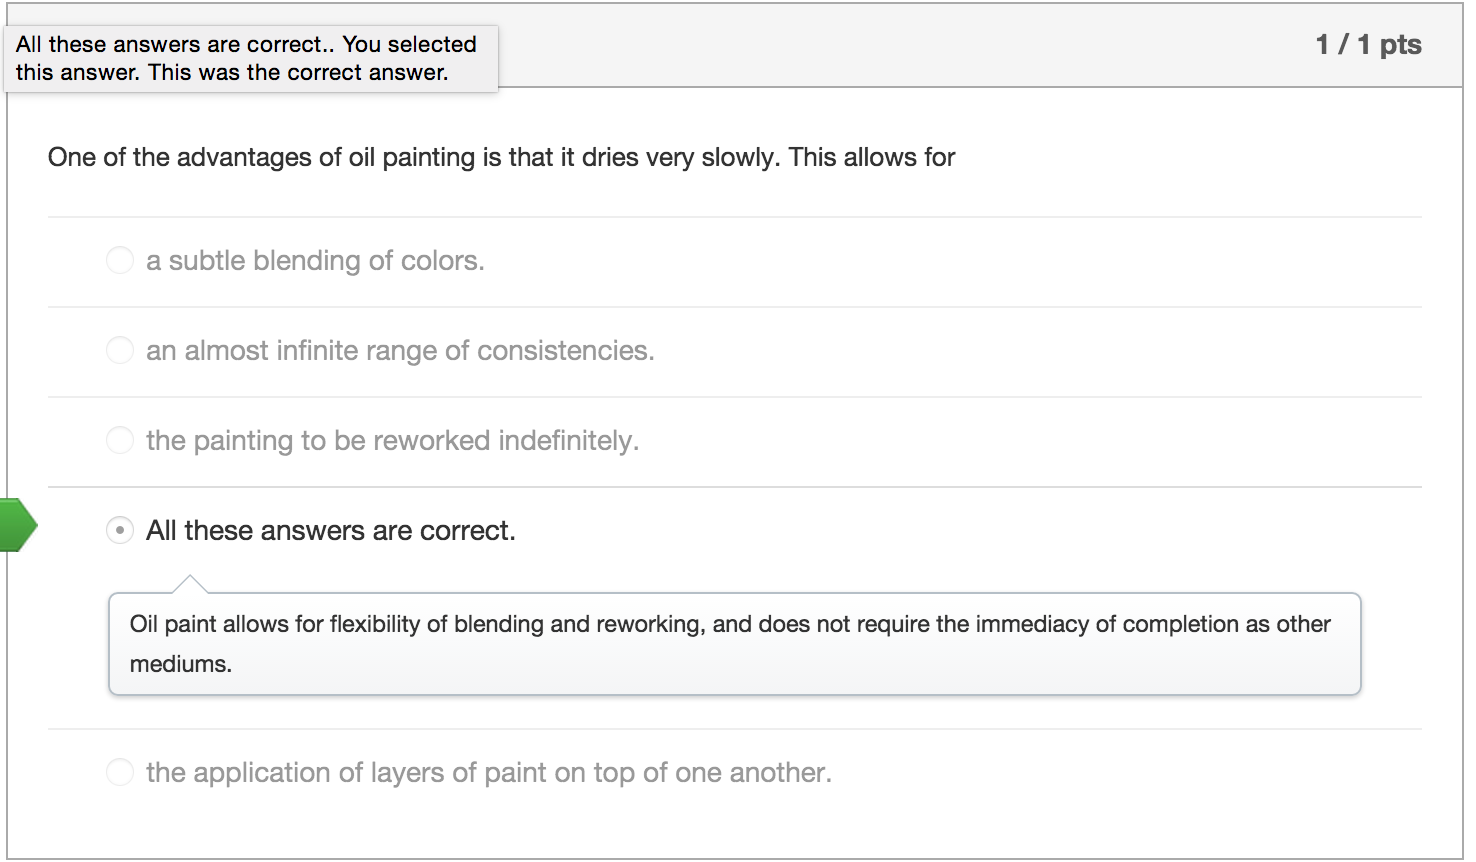 All these answers are correct.. You selected
this answer. This was the correct answer.
1 / 1 pts
One of the advantages of oil painting is that it dries very slowly. This allows for
a subtle blending of colors.
an almost infinite range of consistencies.
the painting to be reworked indefinitely.
All these answers are correct.
Oil paint allows for flexibility of blending and reworking, and does not require the immediacy of completion as other
mediums.
the application of layers of paint on top of one another.